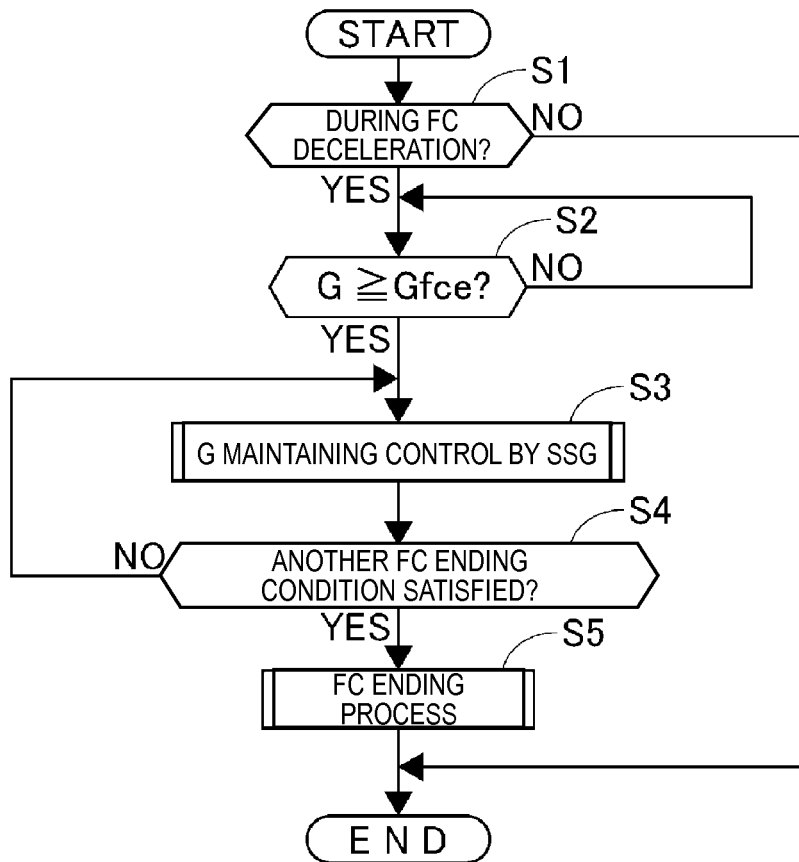 START
S1
DURING FC
DECELERATION?
NO
YES
S2
G ≧ Gfce?
NO
YES
S3
G MAINTAINING CONTROL BY SSG
S4
NO
ANOTHER FC ENDING
CONDITION SATISFIED?
YES
S5
FC ENDING
PROCESS
E N D